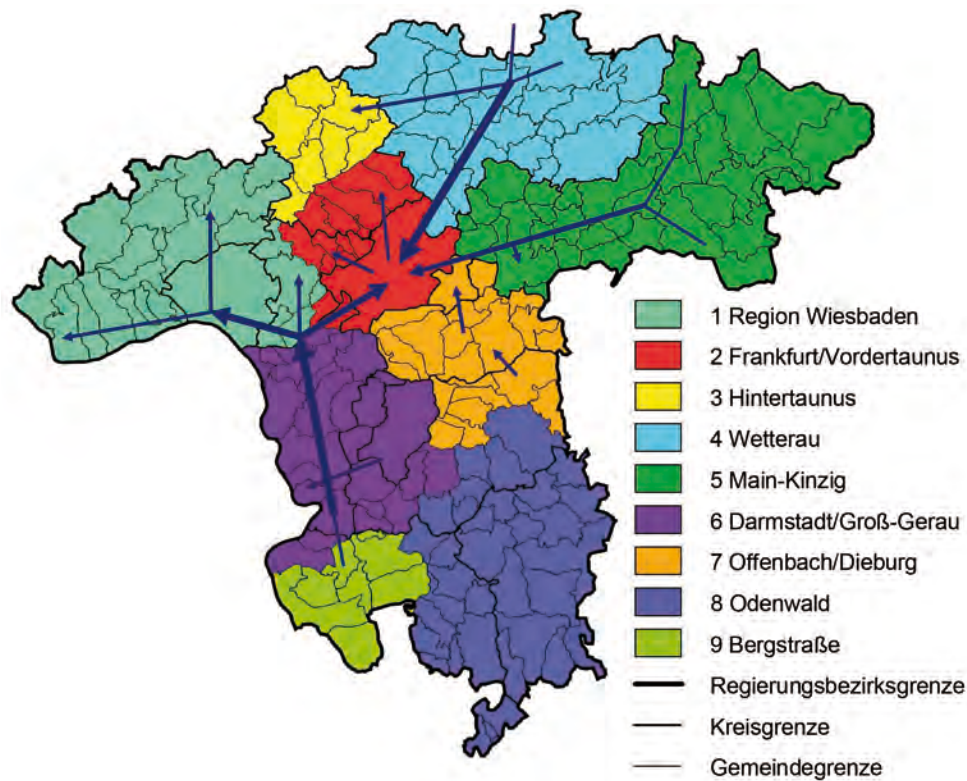 1 Region Wiesbaden
2 Frankfurt/Vordertaunus
3 Hintertaunus
4 Wetterau
5 Main-Kinzig
6 Darmstadt/Groß-Gerau
7 Offenbach/Dieburg
8 Odenwald
9 Bergstraße
Regierungsbezirksgrenze
Kreisgrenze
Gemeindegrenze